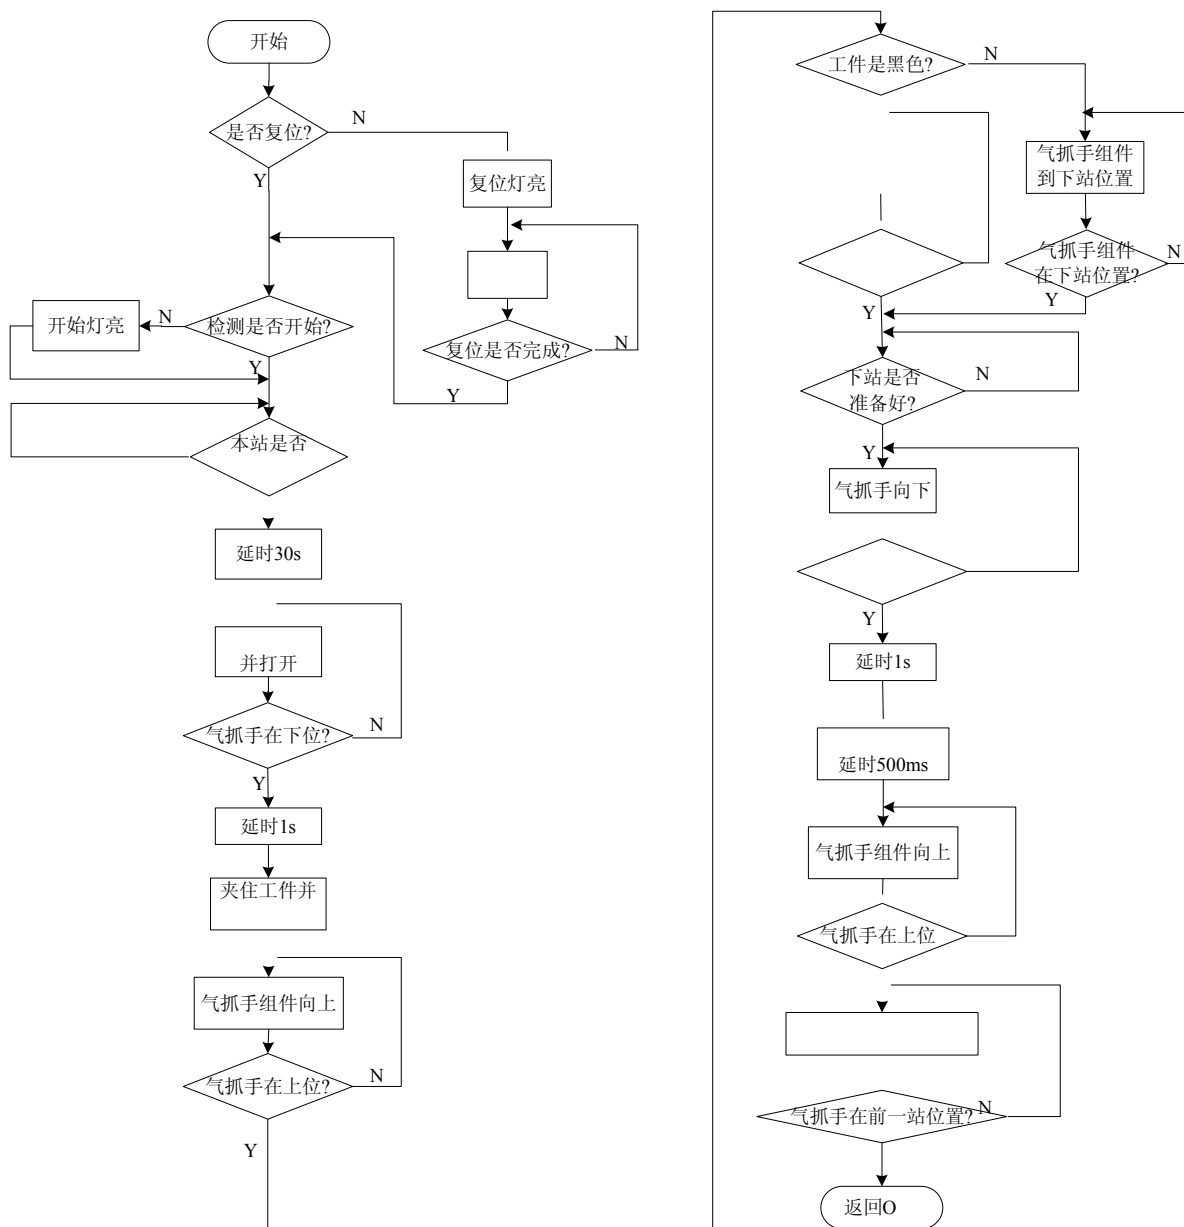 开始
是否复位?
N
Y
复位灯亮
开始灯亮
N
检测是否开始?
Y
复位是否完成?
N
Y
本站是否
延时30s
并打开
气抓手在下位?
N
Y
延时1s
夹住工件并
气抓手组件向上
气抓手在上位?
N
Y
工件是黑色?
N
气抓手组件
到下站位置
气抓手组件
在下站位置?
N
Y
Y
下站是否
准备好?
N
Y
气抓手向下
Y
延时1s
延时500ms
气抓手组件向上
气抓手在上位
气抓手在前一站位置?
N
返回O